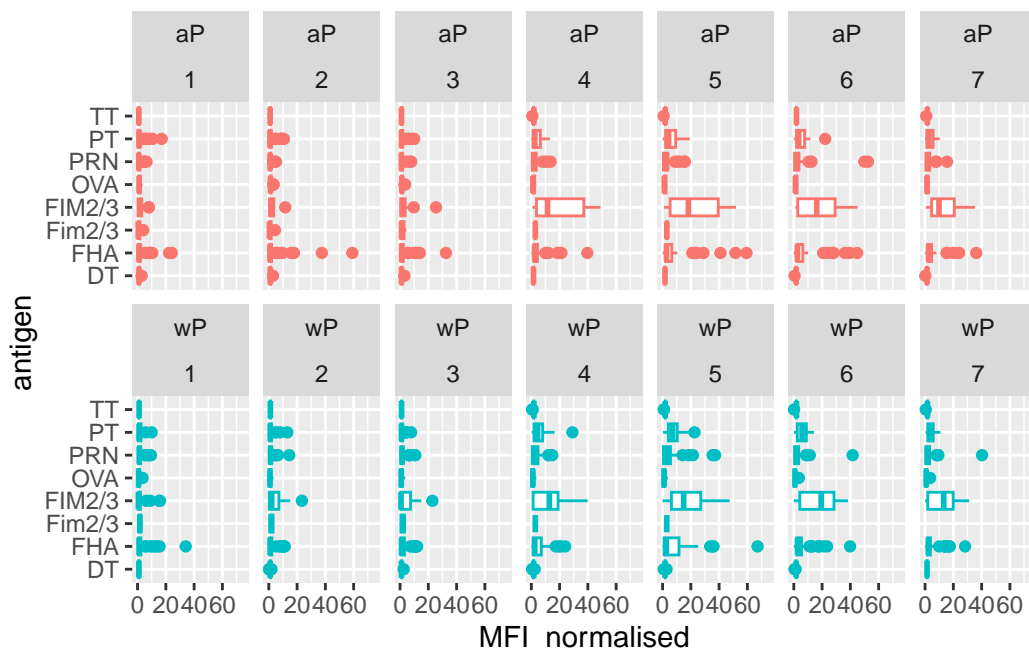 aP aP aP aP aP aP aP
1 2 3 4 5 6 7
TT
PT
PRN
OVA
FIM2/3
Fim2/3
FHA
DT
antigen
wP wP wP wP wP wP wP
1 2 3 4 5 6 7
TT
PT
PRN
OVA
FIM2/3
Fim2/3
FHA
DT
0 204060 0 204060 0 204060 0 204060 0 204060 0 204060 0 204060
MFI_normalised